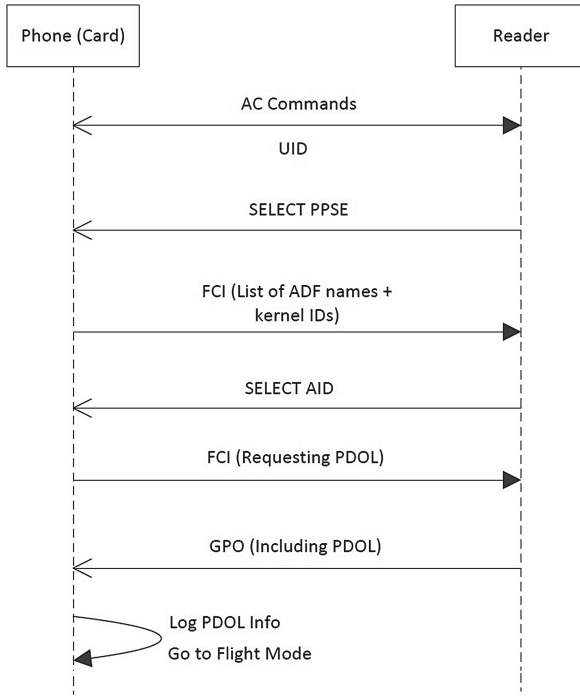 Phone (Card)
Reader
AC Commands
UID
SELECT PPSE
FCI (List of ADF names +
kernel IDs)
SELECT AID
FCI (Requesting PDOL)
GPO (Including PDOL)
Log PDOL Info
Go to Flight Mode